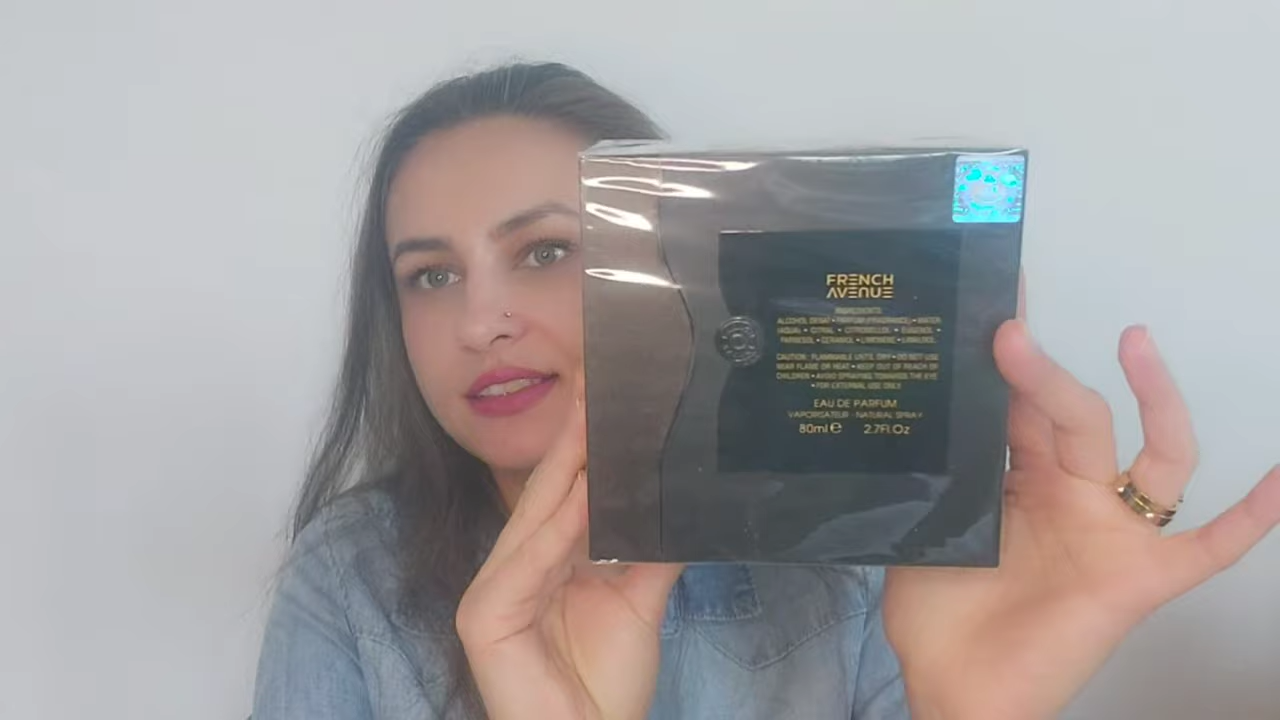 FRENCH
AVENUE
INGREDIENTS:
ALCOHOL DENAT • PARFUM (FRAGRANCE) • WATER
(AQUA) • CITRAL • CITRONELLOL • EUGENOL •
FARNESOL • GERANIOL • LIMONENE • LINALOOL
CAUTION: FLAMMABLE UNTIL DRY • DO NOT USE
NEAR FLAME OR HEAT • KEEP OUT OF REACH OF
CHILDREN • AVOID SPRAYING TOWARDS THE EYE
• FOR EXTERNAL USE ONLY
EAU DE PARFUM
VAPORISATEUR - NATURAL SPRAY
80ml e 2.7Fl.Oz